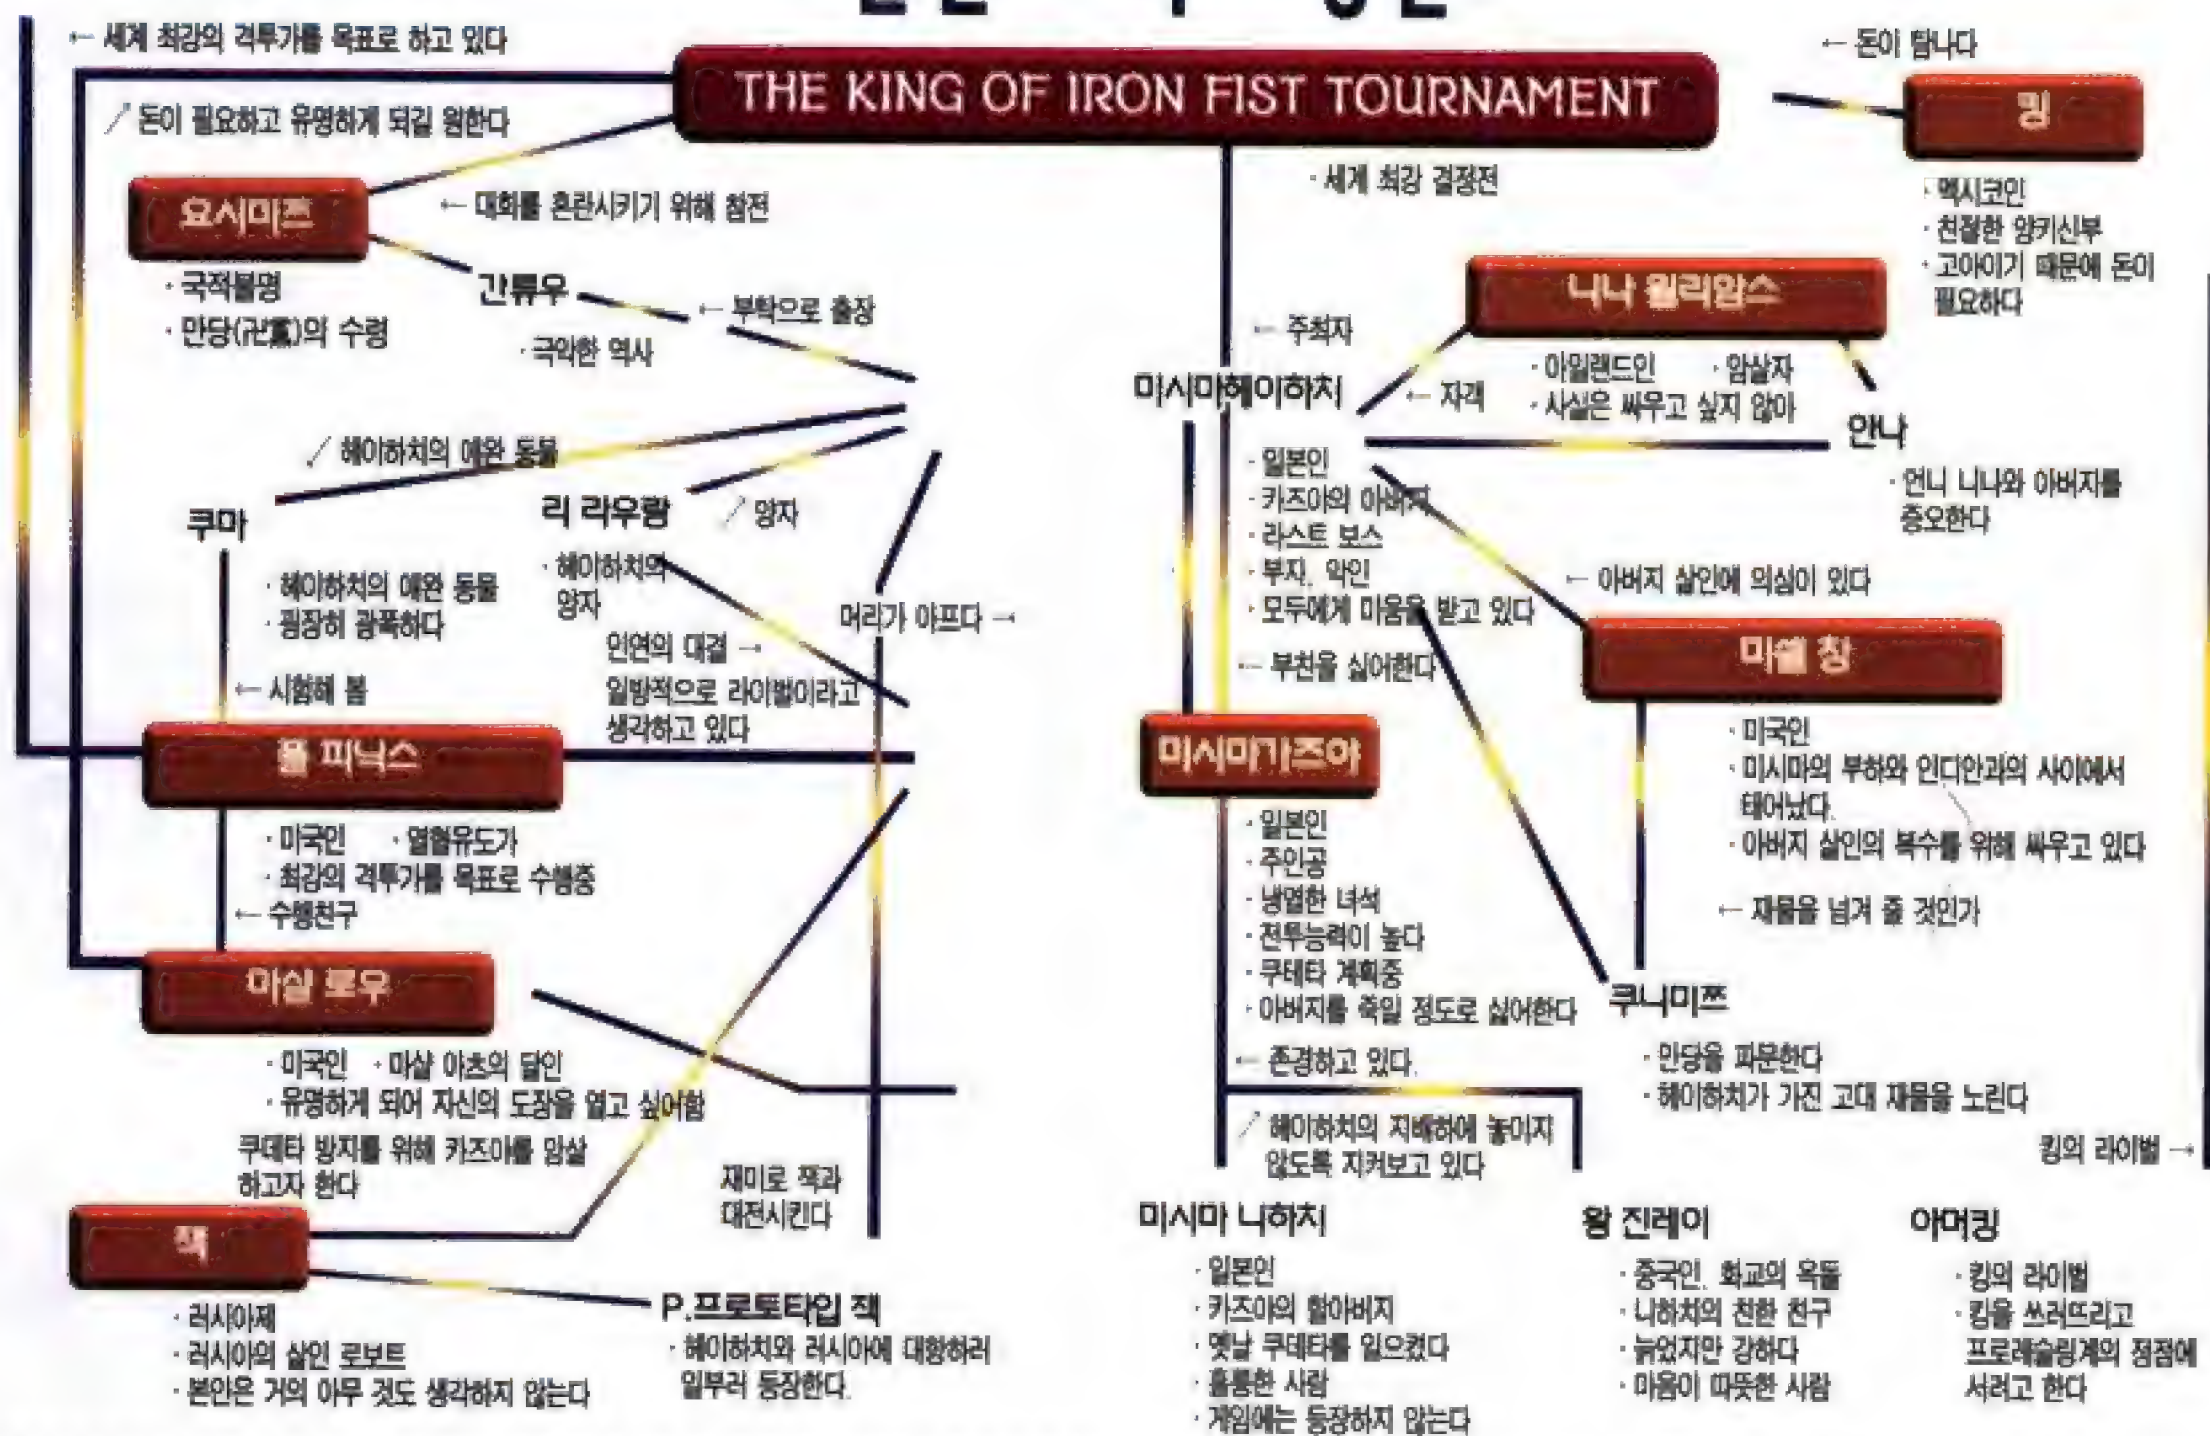 ← 세계 최강의 격투가를 목표로 하고 있다
THE KING OF IRON FIST TOURNAMENT
← 돈이 탐나다
킹
／ 돈이 필요하고 유명하게 되길 원한다
· 세계 최강 결정전
· 멕시코인
· 친절한 양키신부
· 고아이기 때문에 돈이
필요하다
요시미쯔
← 대회를 혼란시키기 위해 참전
· 국적불명
· 만당(卍黨)의 수령
간류우
· 극악한 역사
← 부탁으로 출장
← 주최자
니나 윌리암스
· 아일랜드인
· 암살자
· 사실은 싸우고 싶지 않아
← 자객
미시마헤이하치
안나
· 언니 니나와 아버지를
증오한다
· 일본인
· 카즈야의 아버지
· 라스트 보스
· 부자, 악인
· 모두에게 미움을 받고 있다
／ 헤이하치의 애완 동물
쿠마
· 헤이하치의 애완 동물
· 굉장히 광폭하다
← 시험해 봄
리 라우람
／ 양자
· 헤이하치의
양자
인연의 대결 →
일방적으로 라이벌이라고
생각하고 있다
머리가 아프다 →
← 부친을 싫어한다
← 아버지 살인에 의심이 있다
미셸 창
· 미국인
· 미시마의 부하와 인디안과의 사이에서
태어났다.
· 아버지 살인의 복수를 위해 싸우고 있다
← 재물을 넘겨 줄 것인가
폴 피닉스
· 미국인
· 열혈유도가
· 최강의 격투가를 목표로 수행중
← 수행친구
미시마가즈야
· 일본인
· 주인공
· 냉열한 녀석
· 전투능력이 높다
· 쿠테타 계획중
· 아버지를 죽일 정도로 싫어한다
← 존경하고 있다.
쿠니미쯔
· 만당을 파문한다
· 헤이하치가 가진 고대 재물을 노린다
마샬 로우
· 미국인
· 마샬 아츠의 달인
· 유명하게 되어 자신의 도장을 열고 싶어함
쿠데타 방지를 위해 카즈야를 암살
하고자 한다
재미로 잭과
대전시킨다
／ 헤이하치의 지배하에 놓이지
않도록 지켜보고 있다
킹의 라이벌 →
잭
· 러시아제
· 러시아의 살인 로보트
· 본인은 거의 아무 것도 생각하지 않는다
P.프로토타입 잭
· 헤이하치와 러시아에 대항하러
일부러 등장한다.
미시마 니하치
· 일본인
· 카즈야의 할아버지
· 옛날 쿠데타를 일으켰다
· 훌륭한 사람
· 게임에는 등장하지 않는다
왕 진레이
· 중국인, 화교의 옥돌
· 니하치의 친한 친구
· 늙었지만 강하다
· 마음이 따뜻한 사람
아머킹
· 킹의 라이벌
· 킹을 쓰러뜨리고
프로레슬링계의 정점에
서려고 한다